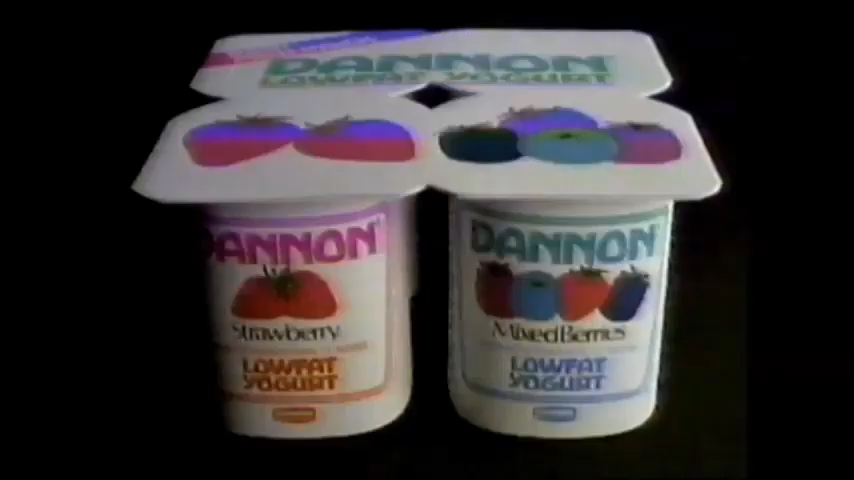 DANNON
LOWFAT YOGURT
DANNON
Strawberry
LOWFAT
YOGURT
DANNON
Mixed Berries
LOWFAT
YOGURT